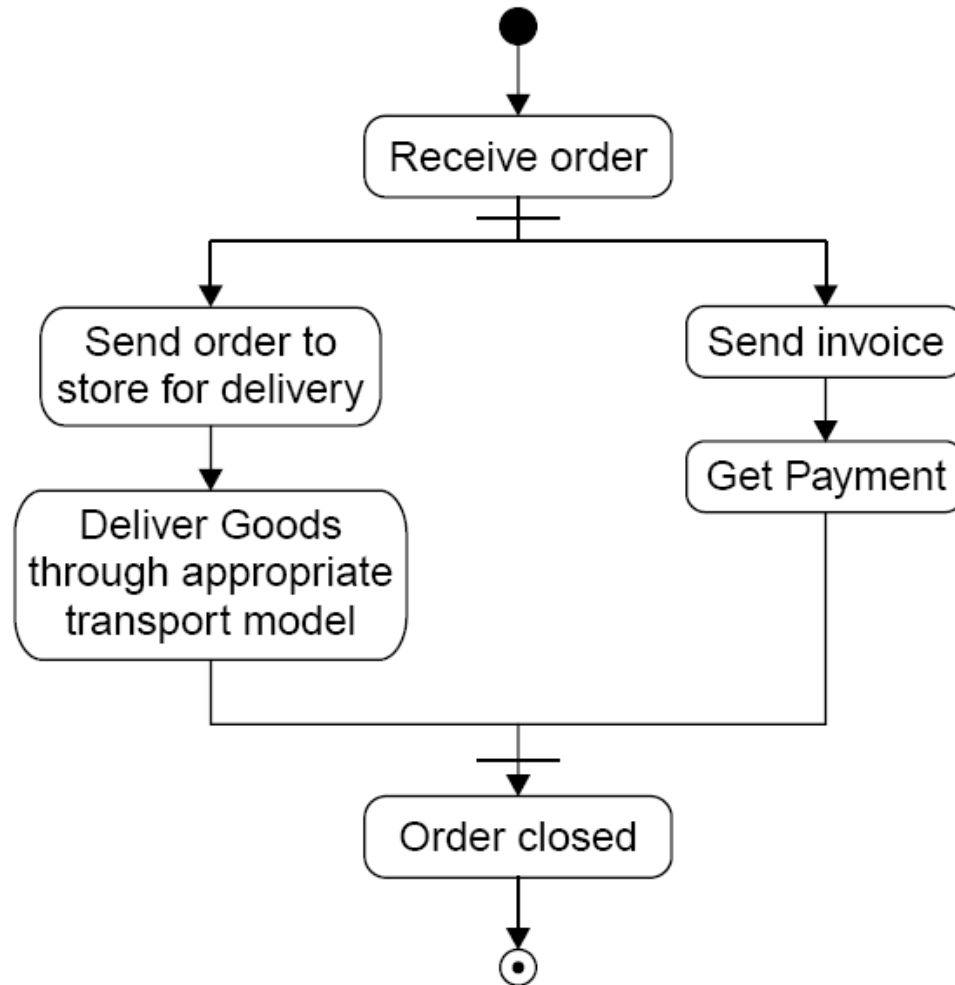 Receive order
Send order to
store for delivery
Send invoice
Get Payment
Deliver Goods
through appropriate
transport model
Order closed